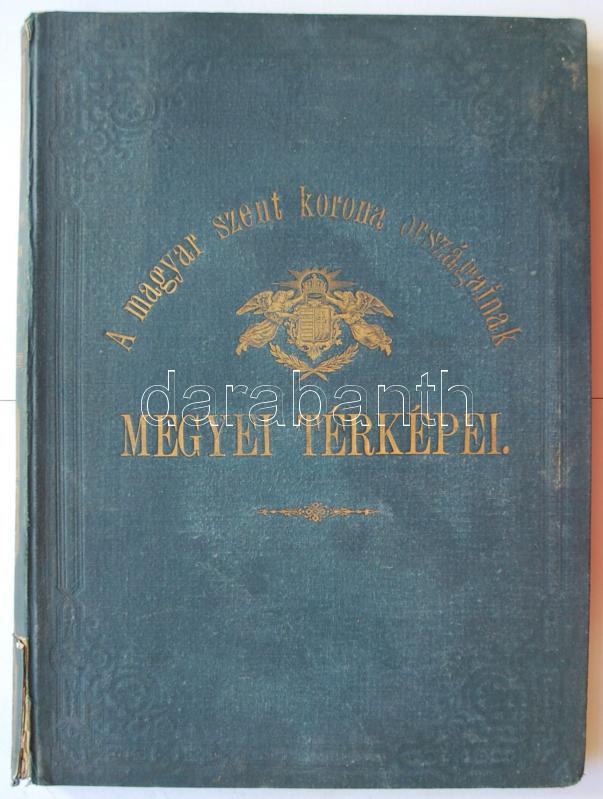 A magyar szent korona országainak
darabanth
MEGYEI TÉRKÉPEI.